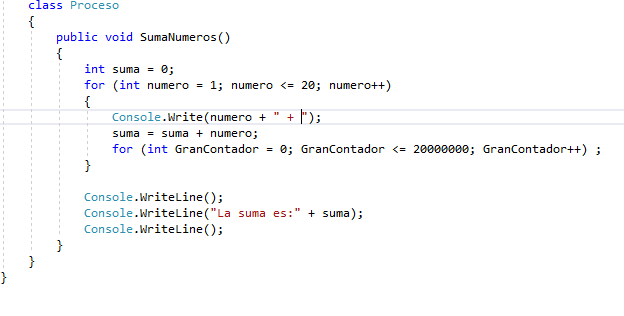 class Proceso
{
public void SumaNumeros()
{
int suma = 0;
for (int numero = 1; numero <= 20; numero++)
{
Console.Write(numero + " + ");
suma = suma + numero;
for (int GranContador = 0; GranContador <= 20000000; GranContador++) ;
}
Console.WriteLine();
Console.WriteLine("La suma es:" + suma);
Console.WriteLine();
}
}
}